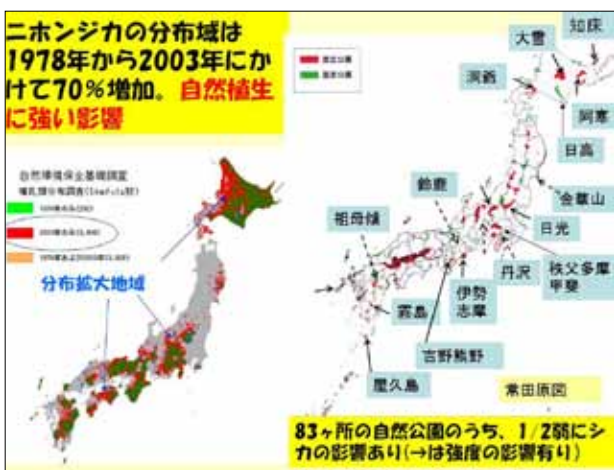 ニホンジカの分布域は
1978年から2003年にか
けて70%増加。自然植生
に強い影響
自然環境保全基礎調査
分布拡大地域
知床
大雪
洞爺
阿寒
日高
鈴鹿
金華山
祖母傾
日光
丹沢
秩父多摩
甲斐
伊勢
志摩
霧島
吉野熊野
屋久島
常田原図
83ヶ所の自然公園のうち、1/2弱にシ
カの影響あり(→は強度の影響有り)